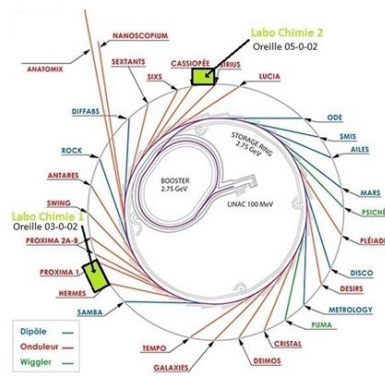 Labo Chimie 2
Oreille 05-0-02
NANOSCOPIUM
ANATOMIX
SEXTANTS
CASSIOPÉE
SIRIUS
SIXS
LUCIA
DIFFABS
ODE
SMIS
AILES
ROCK
STORAGE RING
2.75 GeV
BOOSTER
2.75 GeV
LINAC 100 MeV
ANTARES
MARS
SWING
PSICHÉ
Labo Chimie 1
Oreille 03-0-02
PROXIMA 2A-B
PLÉIADES
PROXIMA 1
DISCO
HERMES
DESIRS
SAMBA
METROLOGY
PUMA
Dipôle
Onduleur
Wiggler
TEMPO
CRISTAL
GALAXIES
DEIMOS